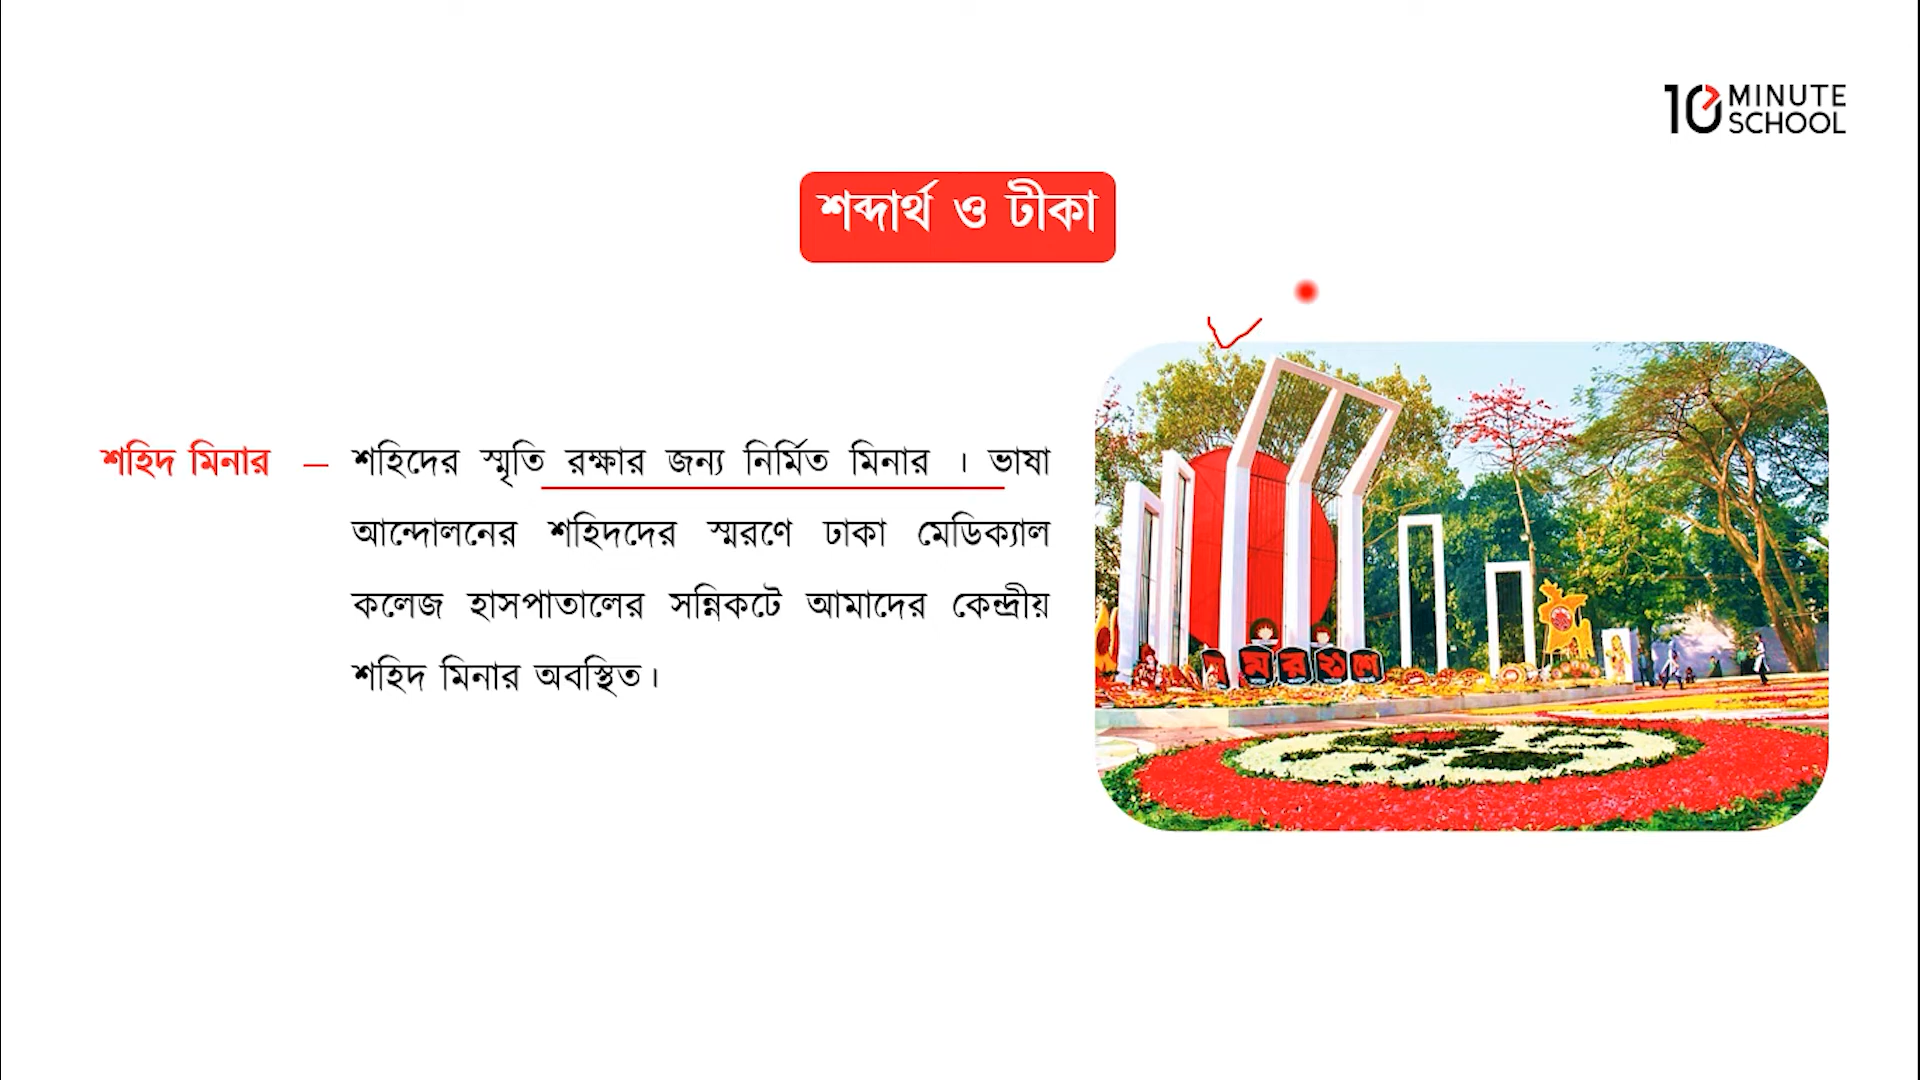 10 MINUTE
SCHOOL
শব্দার্থ ও টীকা
শহিদ মিনার – শহিদের স্মৃতি রক্ষার জন্য নির্মিত মিনার । ভাষা
আন্দোলনের শহিদদের স্মরণে ঢাকা মেডিক্যাল
কলেজ হাসপাতালের সন্নিকটে আমাদের কেন্দ্রীয়
শহিদ মিনার অবস্থিত।
অমর ২১শে